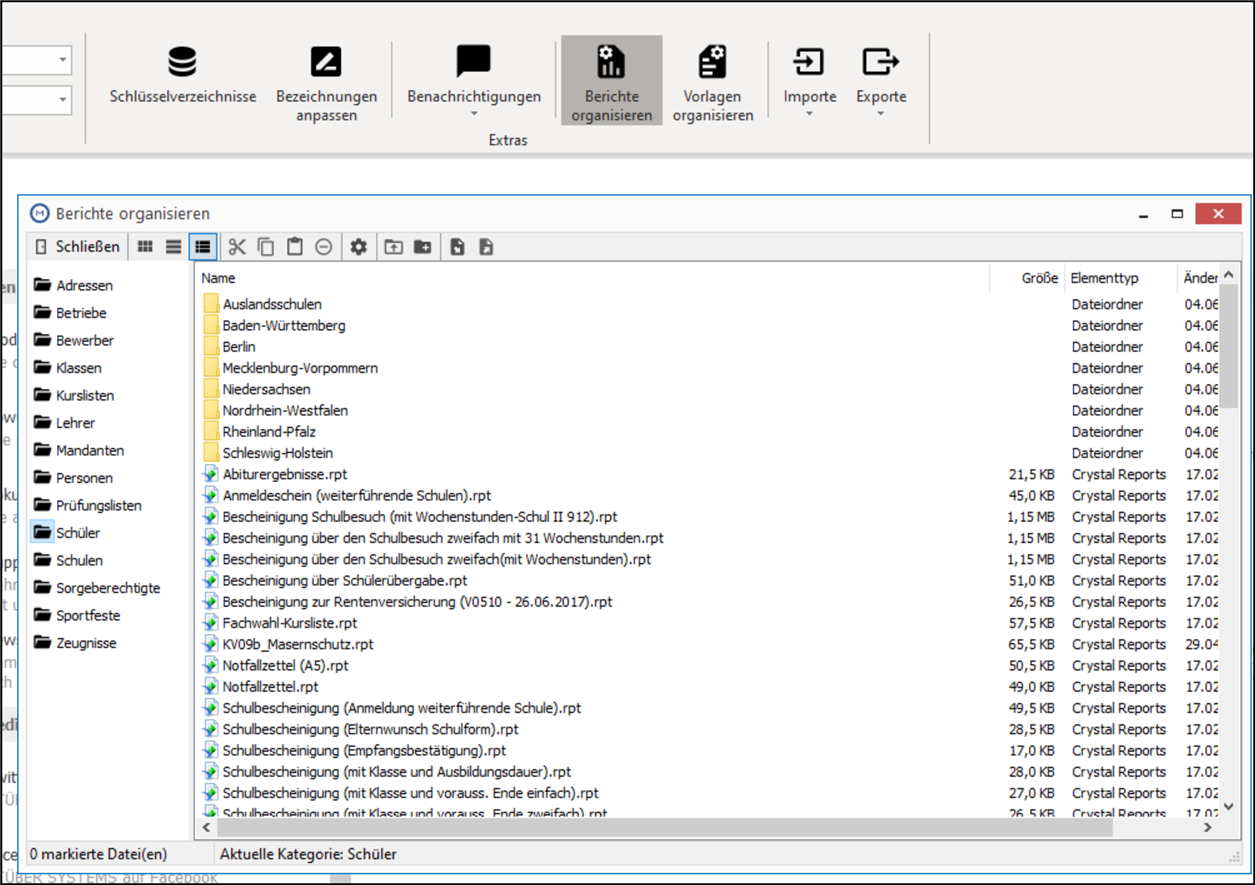 Schlüsselverzeichnisse
Bezeichnungen
anpassen
Benachrichtigungen
Berichte
organisieren
Vorlagen
organisieren
Importe
Exporte
Extras
Berichte organisieren
Schließen
Adressen
Betriebe
Bewerber
Klassen
Kurslisten
Lehrer
Mandanten
Personen
Prüfungslisten
Schüler
Schulen
Sorgeberechtigte
Sportfeste
Zeugnisse
Name Größe Elementtyp Änder
Auslandsschulen Dateiordner 04.06
Baden-Württemberg Dateiordner 04.06
Berlin Dateiordner 04.06
Mecklenburg-Vorpommern Dateiordner 04.06
Niedersachsen Dateiordner 04.06
Nordrhein-Westfalen Dateiordner 04.06
Rheinland-Pfalz Dateiordner 04.06
Schleswig-Holstein Dateiordner 04.06
Abiturergebnisse.rpt 21,5 KB Crystal Reports 17.02
Anmeldeschein (weiterführende Schulen).rpt 45,0 KB Crystal Reports 17.02
Bescheinigung Schulbesuch (mit Wochenstunden-Schul II 912).rpt 1,15 MB Crystal Reports 17.02
Bescheinigung über den Schulbesuch zweifach mit 31 Wochenstunden.rpt 1,15 MB Crystal Reports 17.02
Bescheinigung über den Schulbesuch zweifach(mit Wochenstunden).rpt 1,15 MB Crystal Reports 17.02
Bescheinigung über Schülerübergabe.rpt 51,0 KB Crystal Reports 17.02
Bescheinigung zur Rentenversicherung (V0510 - 26.06.2017).rpt 26,5 KB Crystal Reports 17.02
Fachwahl-Kursliste.rpt 57,5 KB Crystal Reports 17.02
KV09b_Masernschutz.rpt 65,5 KB Crystal Reports 29.04
Notfallzettel (A5).rpt 50,5 KB Crystal Reports 17.02
Notfallzettel.rpt 49,0 KB Crystal Reports 17.02
Schulbescheinigung (Anmeldung weiterführende Schule).rpt 49,5 KB Crystal Reports 17.02
Schulbescheinigung (Elternwunsch Schulform).rpt 28,5 KB Crystal Reports 17.02
Schulbescheinigung (Empfangsbestätigung).rpt 17,0 KB Crystal Reports 17.02
Schulbescheinigung (mit Klasse und Ausbildungsdauer).rpt 28,0 KB Crystal Reports 17.02
Schulbescheinigung (mit Klasse und vorauss. Ende einfach).rpt 27,0 KB Crystal Reports 17.02
Schulbescheinigung (mit Klasse und vorauss. Ende zweifach).rpt 26,5 KB Crystal Reports 17.02
0 markierte Datei(en) Aktuelle Kategorie: Schüler
TÜBER SYSTEMS auf Facebook